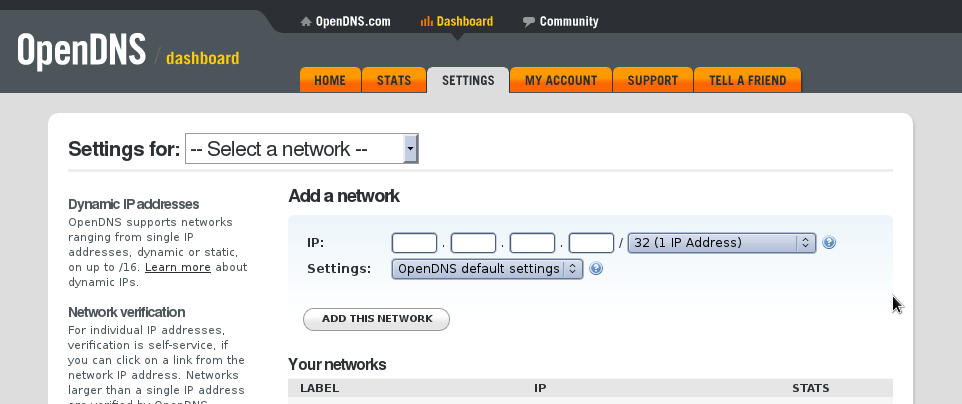 OpenDNS.com Dashboard Community
OpenDNS / dashboard
HOME STATS SETTINGS MY ACCOUNT SUPPORT TELL A FRIEND
Settings for: -- Select a network --
Dynamic IP addresses
OpenDNS supports networks
ranging from single IP
addresses, dynamic or static,
on up to /16. Learn more about
dynamic IPs.
Network verification
For individual IP addresses,
verification is self-service, if
you can click on a link from the
network IP address. Networks
larger than a single IP address
are verified by OpenDNS
Add a network
IP: . . . / 32 (1 IP Address) ?
Settings: OpenDNS default settings ?
ADD THIS NETWORK
Your networks
LABEL IP STATS